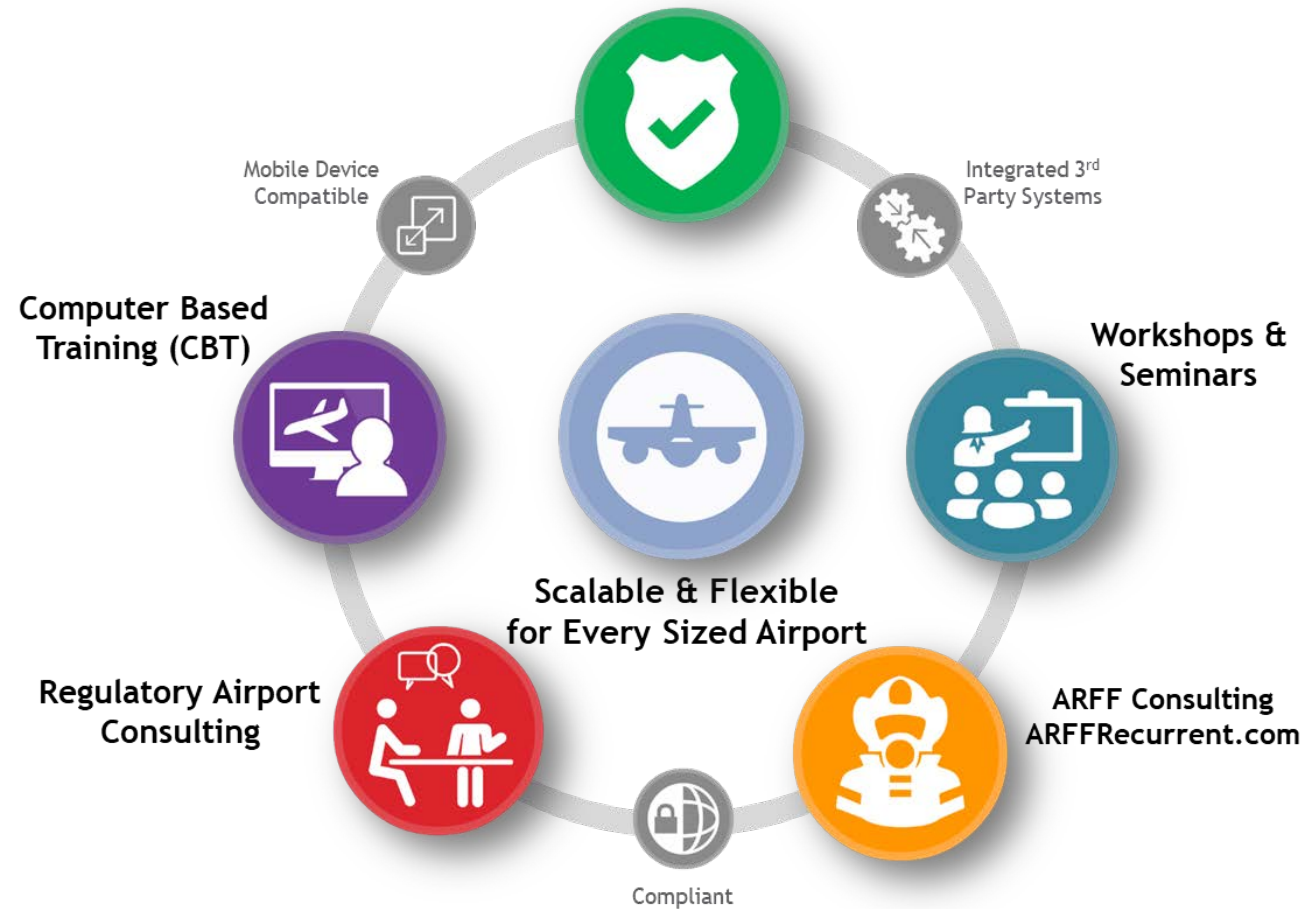 Mobile Device
Compatible
Integrated 3rd
Party Systems
Computer Based
Training (CBT)
Workshops &
Seminars
Scalable & Flexible
for Every Sized Airport
Regulatory Airport
Consulting
ARFF Consulting
ARFFRecurrent.com
Compliant